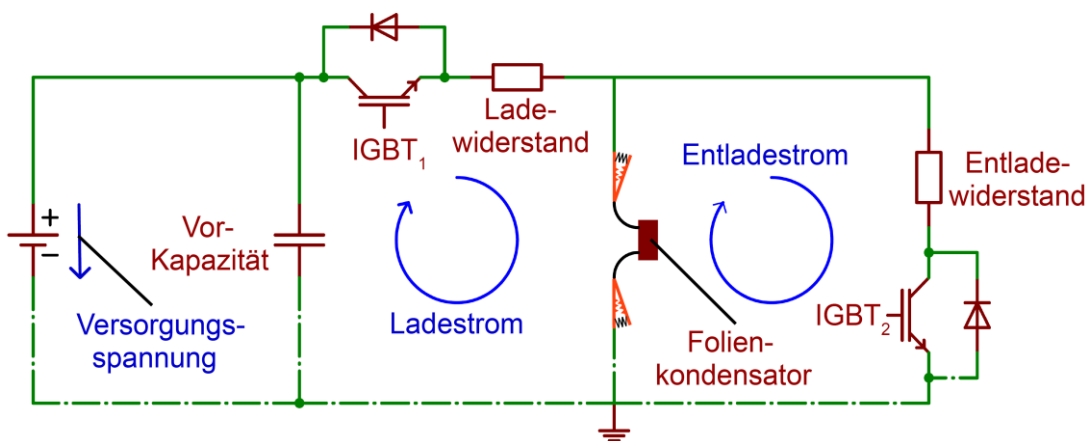 IGBT1
Lade-
widerstand
Entladestrom
Entlade-
widerstand
+
−
Vor-
Kapazität
Versorgungs-
spannung
Ladestrom
IGBT2
Folien-
kondensator